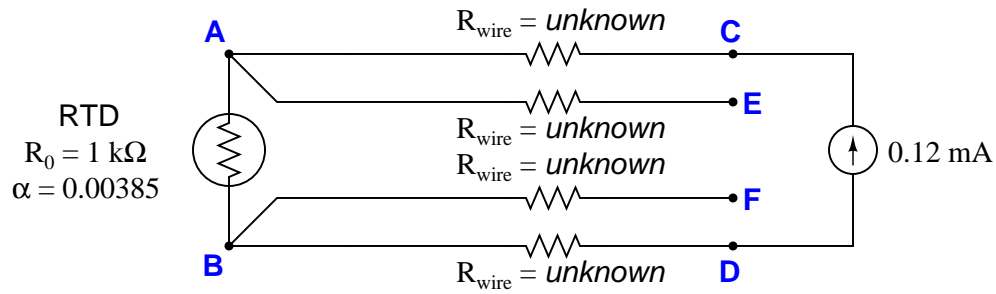 A
R_wire = unknown
C
E
RTD
R_0 = 1 kΩ
α = 0.00385
R_wire = unknown
R_wire = unknown
0.12 mA
F
B
R_wire = unknown
D